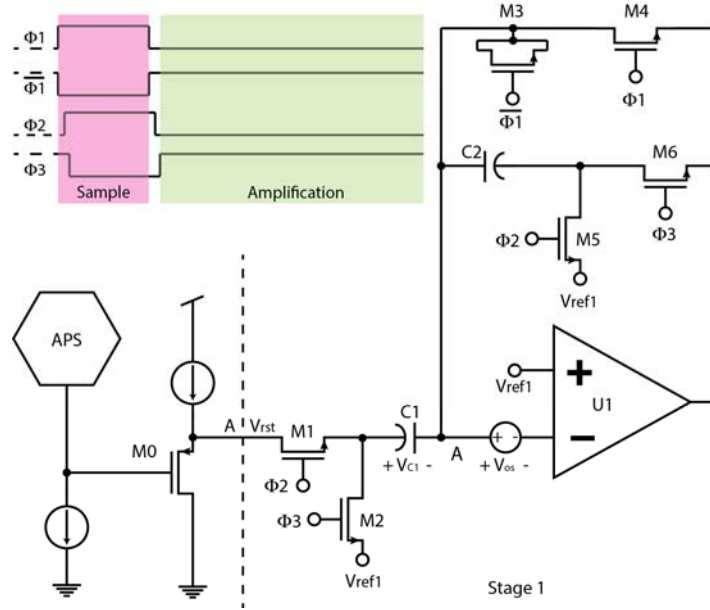 Φ1
Φ1̅
Φ2
Φ3
Sample
Amplification
M3
M4
Φ1̅
Φ1
C2
M6
Φ2
M5
Φ3
Vref1
APS
M0
A
Vrst
M1
Φ2
C1
+ VC1 -
A
+ -
+ Vos -
Vref1
+
-
U1
Φ3
M2
Vref1
Stage 1